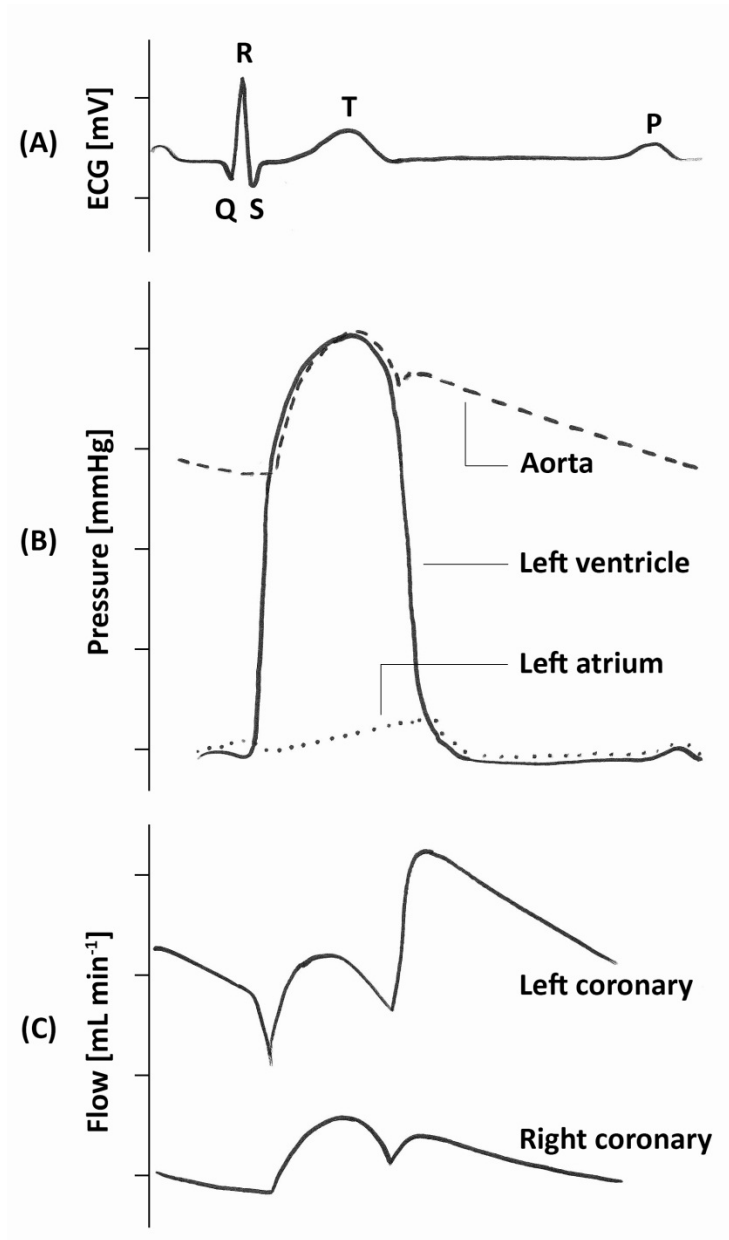 (A)
ECG [mV]
R
T
P
Q S
(B)
Pressure [mmHg]
Aorta
Left ventricle
Left atrium
(C)
Flow [mL min⁻¹]
Left coronary
Right coronary